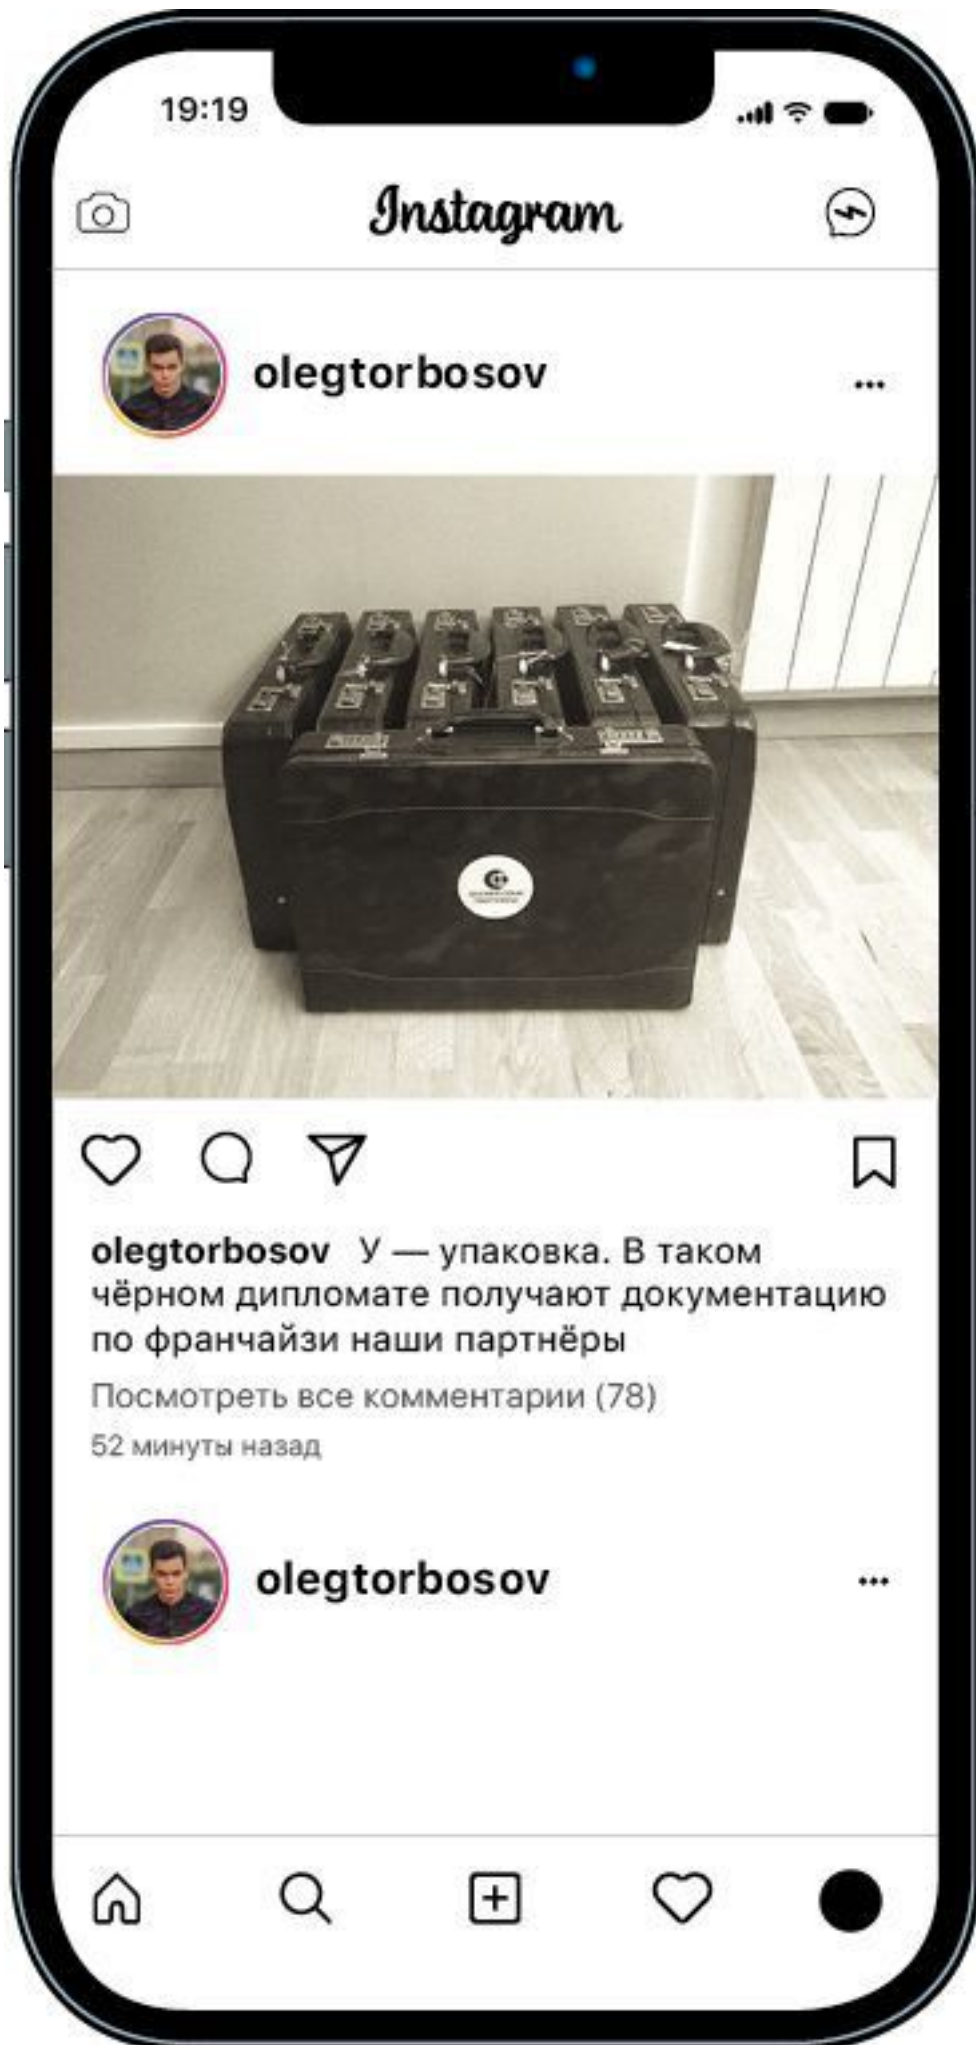 19:19
Instagram
olegtorbosov
olegtorbosov У — упаковка. В таком
чёрном дипломате получают документацию
по франчайзи наши партнёры
Посмотреть все комментарии (78)
52 минуты назад
olegtorbosov